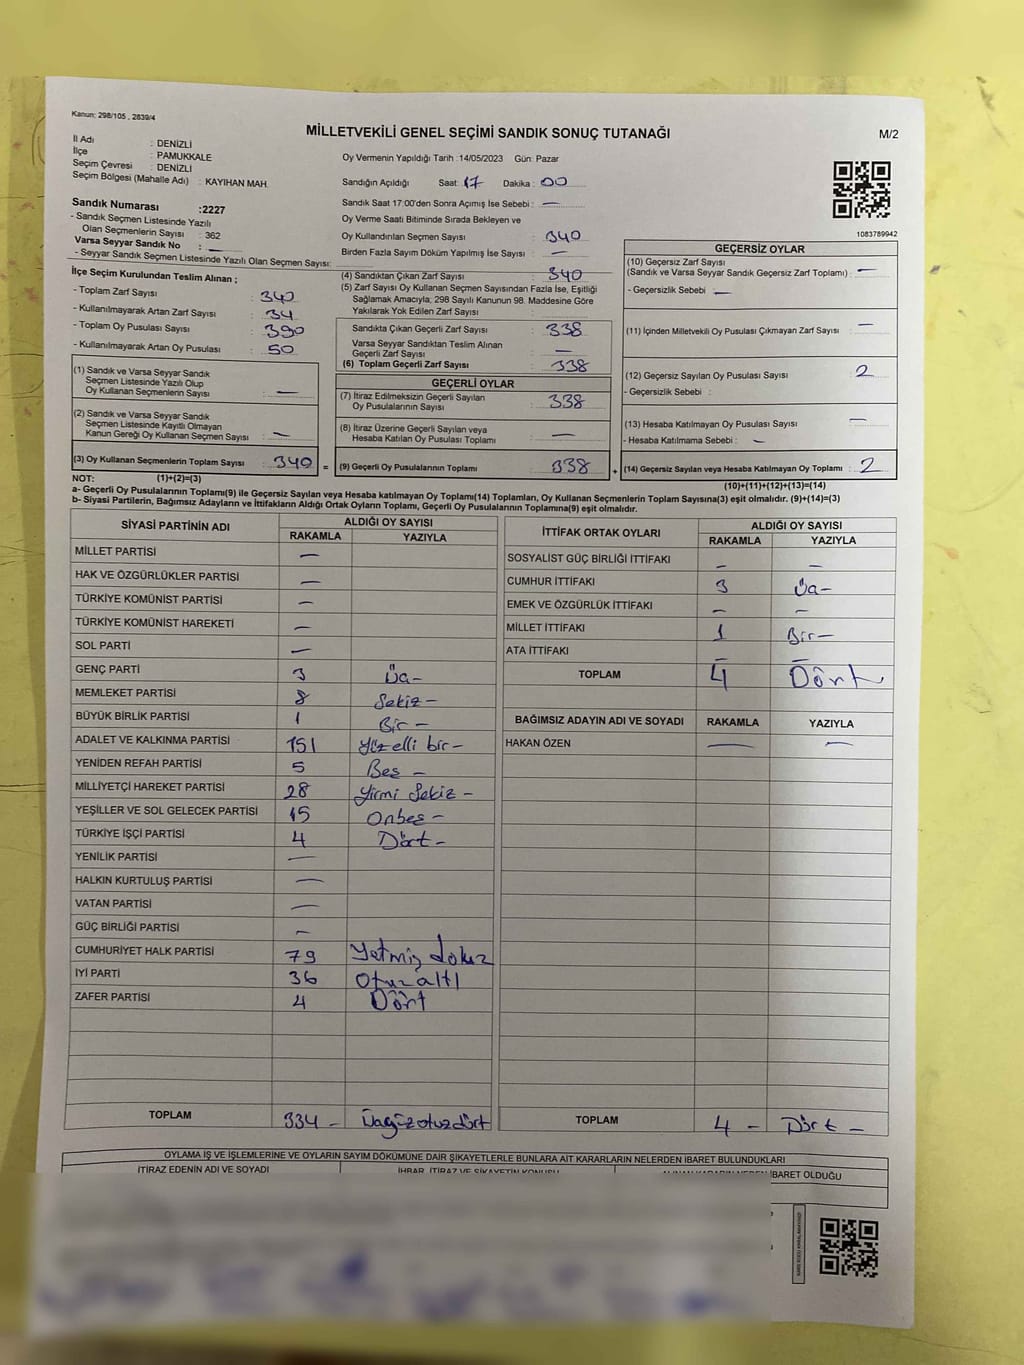 Kanun: 298/105 , 2839/4
MİLLETVEKİLİ GENEL SEÇİMİ SANDIK SONUÇ TUTANAĞI
M/2
İl Adı : DENİZLİ
İlçe : PAMUKKALE
Seçim Çevresi : DENİZLİ
Seçim Bölgesi (Mahalle Adı) : KAYIHAN MAH.
Sandık Numarası :2227
- Sandık Seçmen Listesinde Yazılı
Olan Seçmenlerin Sayısı : 362
Varsa Seyyar Sandık No : —
- Seyyar Sandık Seçmen Listesinde Yazılı Olan Seçmen Sayısı:
Oy Vermenin Yapıldığı Tarih :14/05/2023 Gün: Pazar
Sandığın Açıldığı Saat: 17 Dakika : 00
Sandık Saat 17:00'den Sonra Açımış İse Sebebi : —
Oy Verme Saati Bitiminde Sırada Bekleyen ve
Oy Kullandırılan Seçmen Sayısı : 340
Birden Fazla Sayım Döküm Yapılmış İse Sayısı : —
1083789942
İlçe Seçim Kurulundan Teslim Alınan ;
- Toplam Zarf Sayısı : 340
- Kullanılmayarak Artan Zarf Sayısı : 34
- Toplam Oy Pusulası Sayısı : 390
- Kullanılmayarak Artan Oy Pusulası : 50
(4) Sandıktan Çıkan Zarf Sayısı : 340
(5) Zarf Sayısı Oy Kullanan Seçmen Sayısından Fazla İse, Eşitliği
Sağlamak Amacıyla; 298 Sayılı Kanunun 98. Maddesine Göre
Yakılarak Yok Edilen Zarf Sayısı :
Sandıkta Çıkan Geçerli Zarf Sayısı : 338
Varsa Seyyar Sandıktan Teslim Alınan
Geçerli Zarf Sayısı : —
(6) Toplam Geçerli Zarf Sayısı : 338
GEÇERSİZ OYLAR
(10) Geçersiz Zarf Sayısı
(Sandık ve Varsa Seyyar Sandık Geçersiz Zarf Toplamı) : —
- Geçersizlik Sebebi : —
(11) İçinden Milletvekili Oy Pusulası Çıkmayan Zarf Sayısı : —
(12) Geçersiz Sayılan Oy Pusulası Sayısı : 2
- Geçersizlik Sebebi :
(13) Hesaba Katılmayan Oy Pusulası Sayısı : —
- Hesaba Katılmama Sebebi : —
(14) Geçersiz Sayılan veya Hesaba Katılmayan Oy Toplamı : 2
(10)+(11)+(12)+(13)=(14)
(1) Sandık ve Varsa Seyyar Sandık
Seçmen Listesinde Yazılı Olup
Oy Kullanan Seçmenlerin Sayısı : —
(2) Sandık ve Varsa Seyyar Sandık
Seçmen Listesinde Kayıtlı Olmayan
Kanun Gereği Oy Kullanan Seçmen Sayısı : —
(3) Oy Kullanan Seçmenlerin Toplam Sayısı : 340 =
(1)+(2)=(3)
GEÇERLİ OYLAR
(7) İtiraz Edilmeksizin Geçerli Sayılan
Oy Pusulalarının Sayısı : 338
(8) İtiraz Üzerine Geçerli Sayılan veya
Hesaba Katılan Oy Pusulası Toplamı : —
(9) Geçerli Oy Pusulalarının Toplamı : 338 +
NOT:
a- Geçerli Oy Pusulalarının Toplamı(9) ile Geçersiz Sayılan veya Hesaba katılmayan Oy Toplamı(14) Toplamları, Oy Kullanan Seçmenlerin Toplam Sayısına(3) eşit olmalıdır. (9)+(14)=(3)
b- Siyasi Partilerin, Bağımsız Adayların ve İttifakların Aldığı Ortak Oyların Toplamı, Geçerli Oy Pusulalarının Toplamına(9) eşit olmalıdır.
SİYASİ PARTİNİN ADI ALDIĞI OY SAYISI
RAKAMLA YAZIYLA
MİLLET PARTİSİ —
HAK VE ÖZGÜRLÜKLER PARTİSİ —
TÜRKİYE KOMÜNİST PARTİSİ —
TÜRKİYE KOMÜNİST HAREKETİ —
SOL PARTİ —
GENÇ PARTİ 3 Üç —
MEMLEKET PARTİSİ 8 Sekiz —
BÜYÜK BİRLİK PARTİSİ 1 Bir —
ADALET VE KALKINMA PARTİSİ 151 Yüzelli bir —
YENİDEN REFAH PARTİSİ 5 Beş —
MİLLİYETÇİ HAREKET PARTİSİ 28 Yirmi Sekiz —
YEŞİLLER VE SOL GELECEK PARTİSİ 15 Onbeş —
TÜRKİYE İŞÇİ PARTİSİ 4 Dört —
YENİLİK PARTİSİ —
HALKIN KURTULUŞ PARTİSİ —
VATAN PARTİSİ —
GÜÇ BİRLİĞİ PARTİSİ —
CUMHURİYET HALK PARTİSİ 79 Yetmiş dokuz
İYİ PARTİ 36 Otuzaltı
ZAFER PARTİSİ 4 Dört
TOPLAM 334 — Üçyüzotuzdört
İTTİFAK ORTAK OYLARI ALDIĞI OY SAYISI
RAKAMLA YAZIYLA
SOSYALİST GÜÇ BİRLİĞİ İTTİFAKI — —
CUMHUR İTTİFAKI 3 Üç —
EMEK VE ÖZGÜRLÜK İTTİFAKI — —
MİLLET İTTİFAKI 1 Bir —
ATA İTTİFAKI — —
TOPLAM 4 Dört
BAĞIMSIZ ADAYIN ADI VE SOYADI RAKAMLA YAZIYLA
HAKAN ÖZEN — —
TOPLAM 4 — Dört —
OYLAMA İŞ VE İŞLEMLERİNE VE OYLARIN SAYIM DÖKÜMÜNE DAİR ŞİKAYETLERLE BUNLARA AİT KARARLARIN NELERDEN İBARET BULUNDUKLARI
İTİRAZ EDENİN ADI VE SOYADI İHBAR, İTİRAZ VE ŞİKAYETİN KONUSU ALINAN KARARIN NEDEN İBARET OLDUĞU